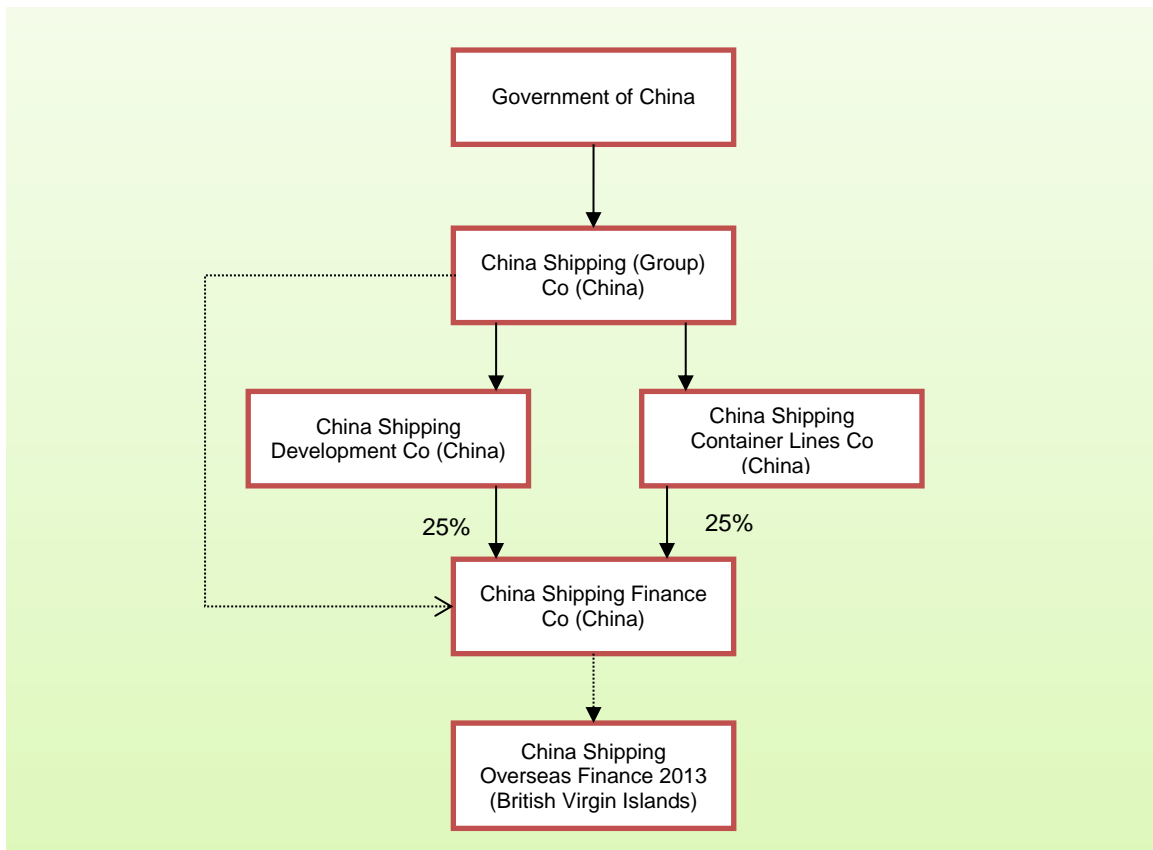 Government of China
China Shipping (Group)
Co (China)
China Shipping
Development Co (China)
China Shipping
Container Lines Co
(China)
25%
25%
China Shipping Finance
Co (China)
China Shipping
Overseas Finance 2013
(British Virgin Islands)